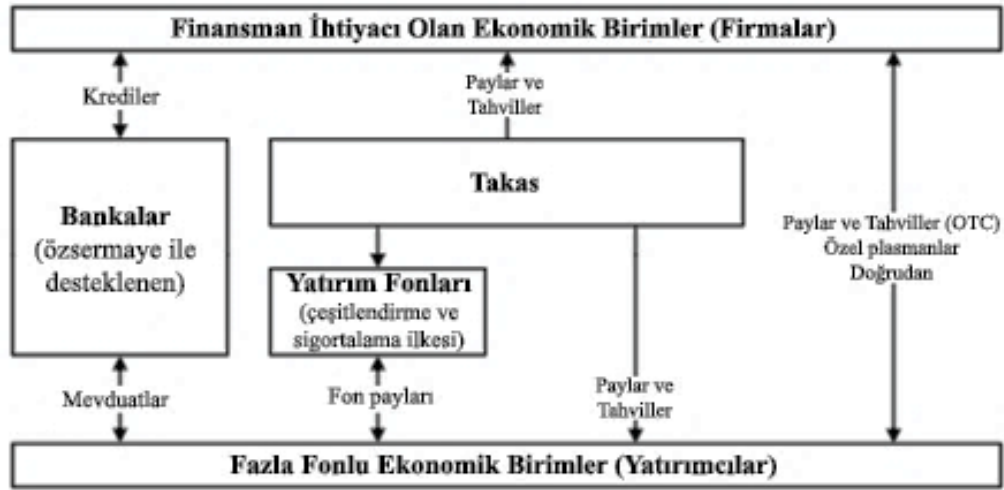 Finansman İhtiyacı Olan Ekonomik Birimler (Firmalar)
Krediler
Paylar ve
Tahviller
Bankalar
(özsermaye ile
desteklenen)
Takas
Yatırım Fonları
(çeşitlendirme ve
sigortalama ilkesi)
Paylar ve Tahviller (OTC)
Özel plasmanlar
Doğrudan
Mevduatlar
Fon payları
Paylar ve
Tahviller
Fazla Fonlu Ekonomik Birimler (Yatırımcılar)